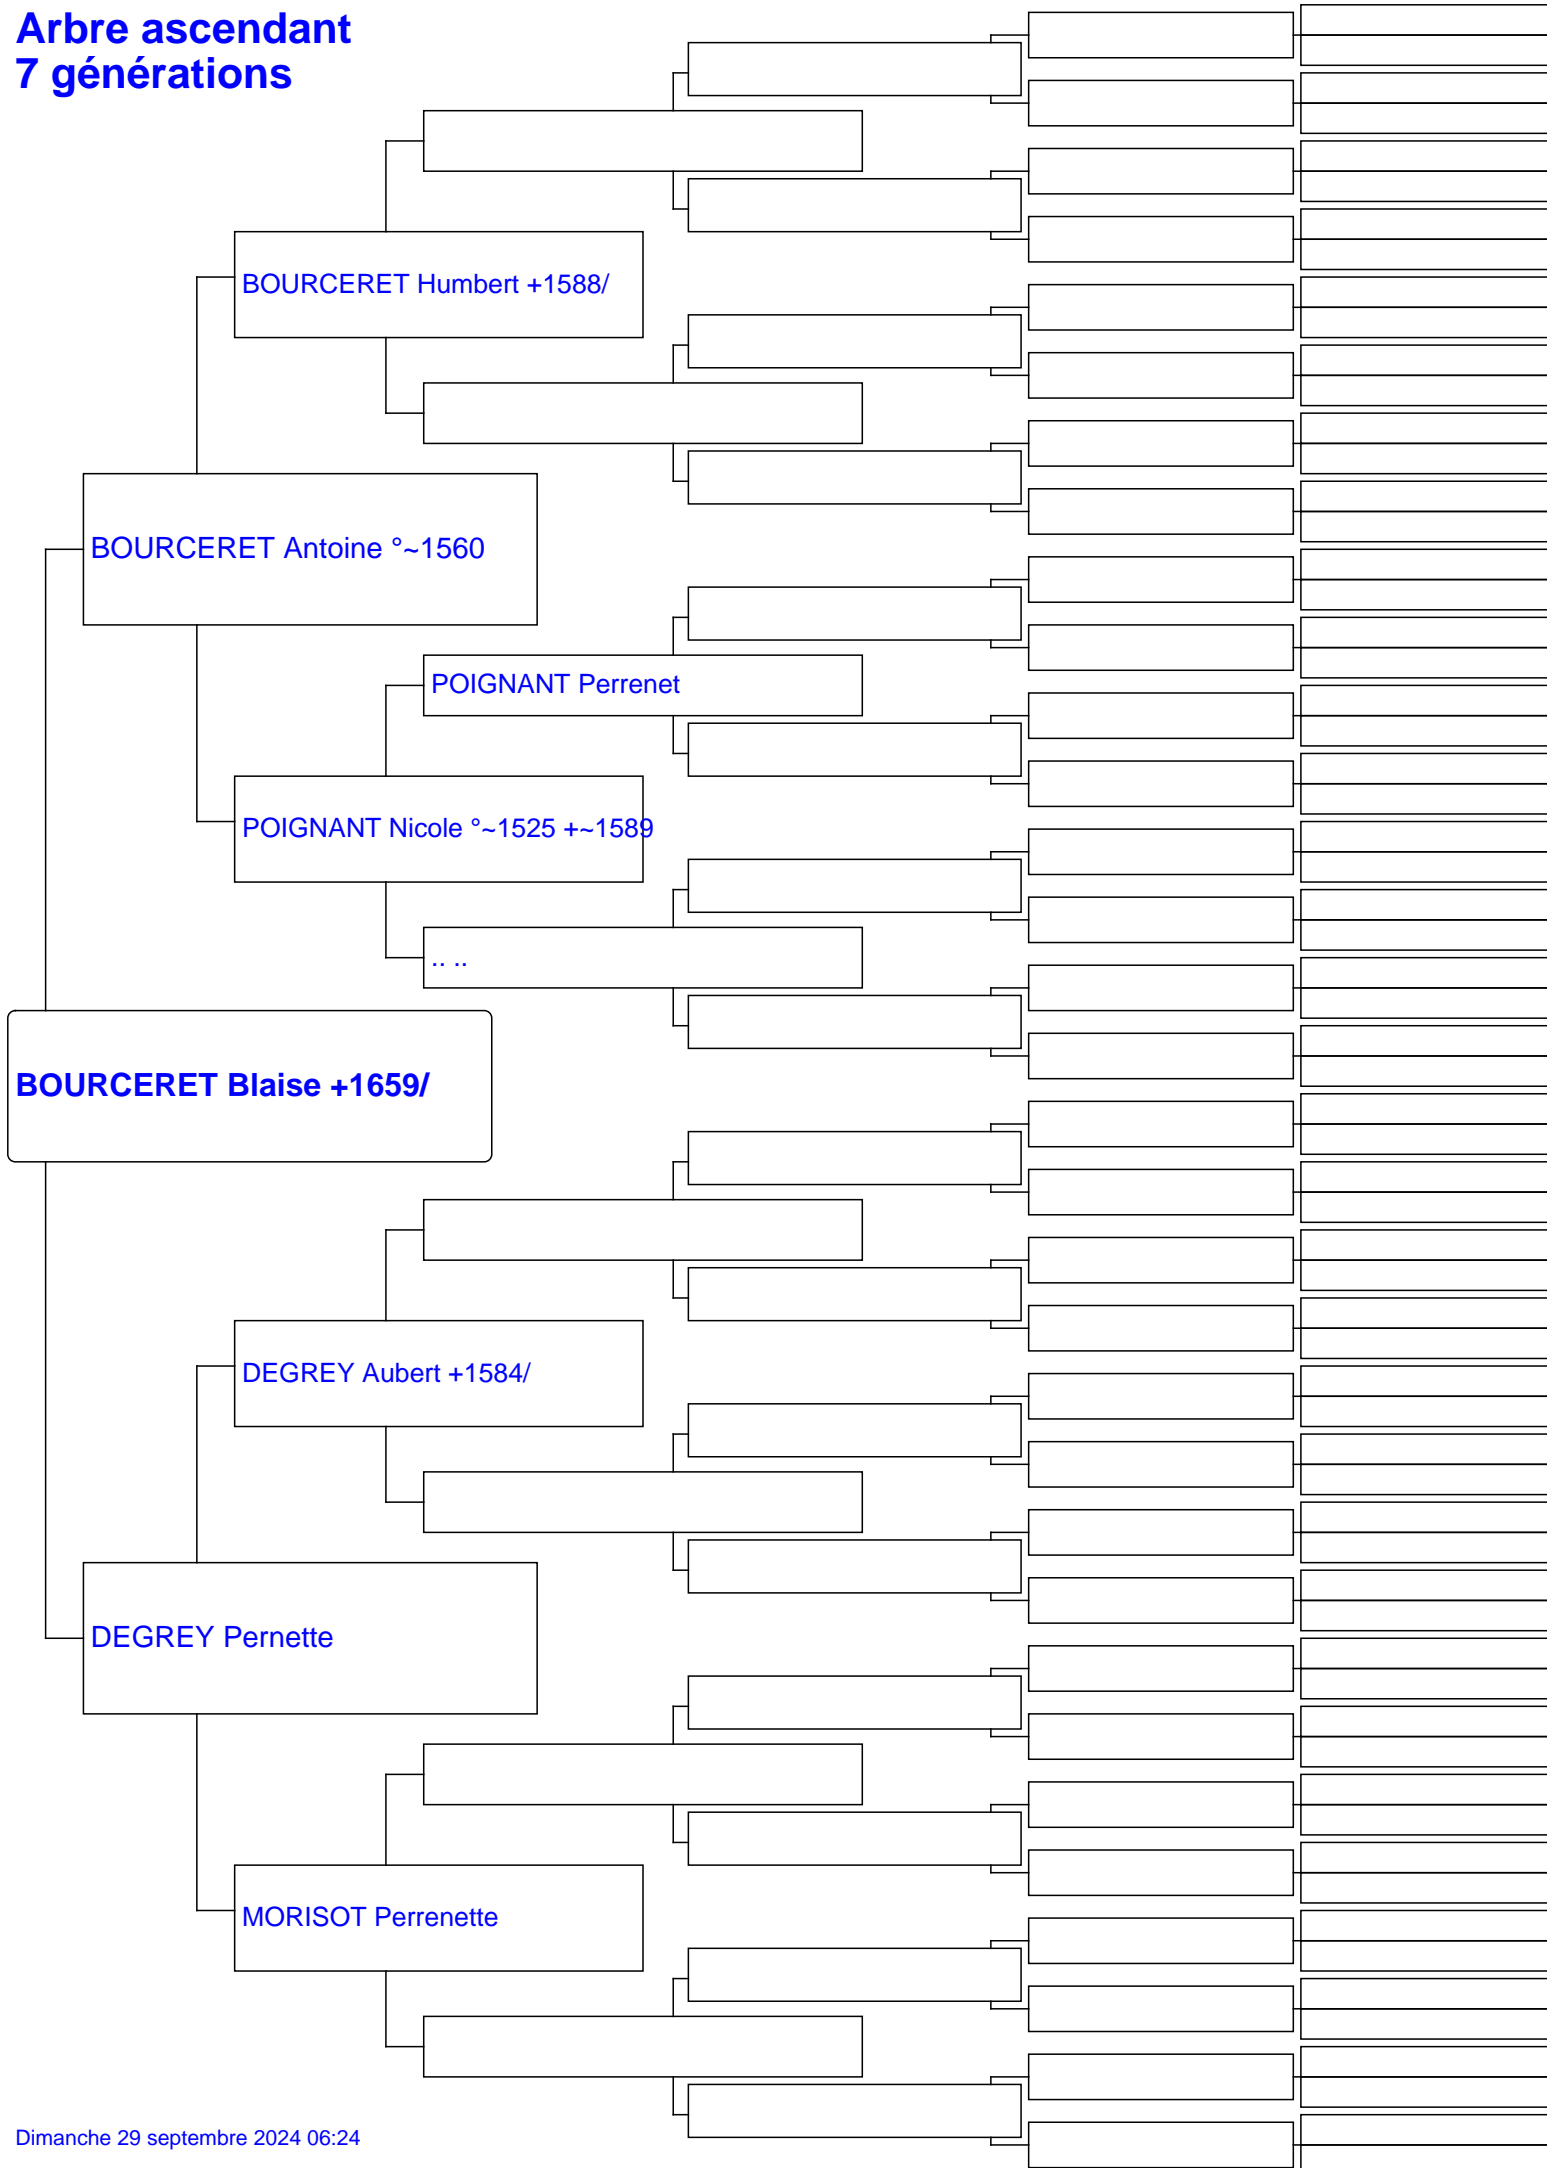 Arbre ascendant
7 générations
BOURCERET Humbert +1588/
BOURCERET Antoine °~1560
POIGNANT Perrenet
POIGNANT Nicole °~1525 +~1589
.. ..
BOURCERET Blaise +1659/
DEGREY Aubert +1584/
DEGREY Pernette
MORISOT Perrenette
Dimanche 29 septembre 2024 06:24